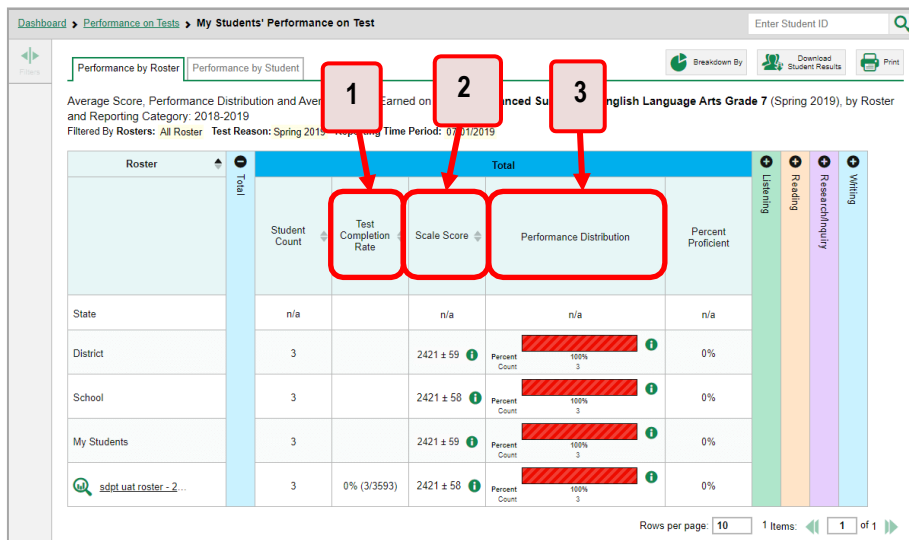 Dashboard > Performance on Tests > My Students' Performance on Test
Enter Student ID
Filters
Performance by Roster
Performance by Student
Breakdown By
Download
Student Results
Print
1
2
3
Average Score, Performance Distribution and Aver Earned on nced Su nglish Language Arts Grade 7 (Spring 2019), by Roster
and Reporting Category: 2018-2019
Filtered By Rosters: All Roster Test Reason: Spring 2019 Reporting Time Period: 07/01/2019
Roster
Total
Total
Listening
Reading
Research/Inquiry
Writing
Student
Count
Test
Completion
Rate
Scale Score
Performance Distribution
Percent
Proficient
State n/a n/a n/a n/a
District 3 2421 ± 59 Percent 100% 0%
Count 3
School 3 2421 ± 58 Percent 100% 0%
Count 3
My Students 3 2421 ± 59 Percent 100% 0%
Count 3
sdpt uat roster - 2... 3 0% (3/3593) 2421 ± 58 Percent 100% 0%
Count 3
Rows per page: 10 1 Items: 1 of 1